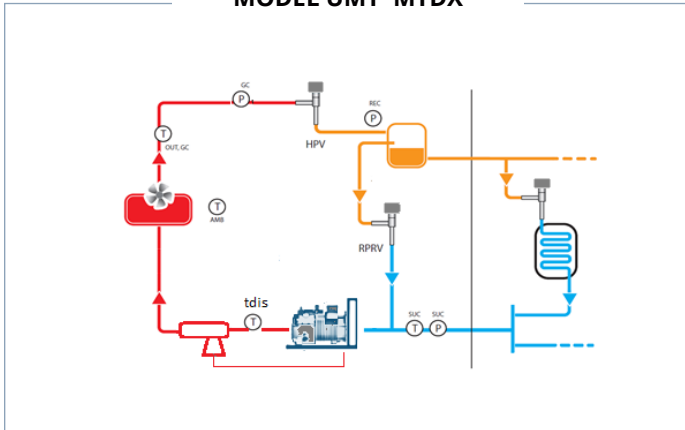 MODEL UMT MTDX
GC
P
REC
P
HPV
T
OUT, GC
T
AMB
RPRV
tdis
T
SUC
SUC
T
P